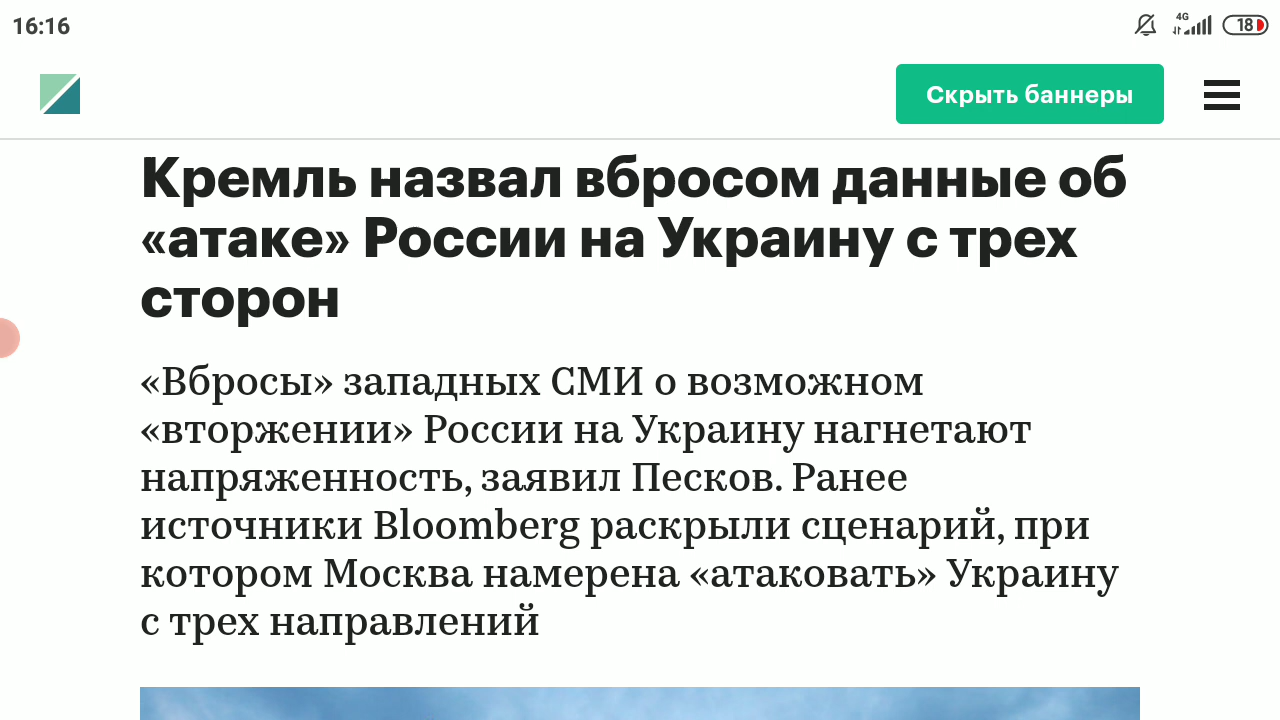 16:16
4G
18
Скрыть баннеры
Кремль назвал вбросом данные об
«атаке» России на Украину с трех
сторон
«Вбросы» западных СМИ о возможном
«вторжении» России на Украину нагнетают
напряженность, заявил Песков. Ранее
источники Bloomberg раскрыли сценарий, при
котором Москва намерена «атаковать» Украину
с трех направлений